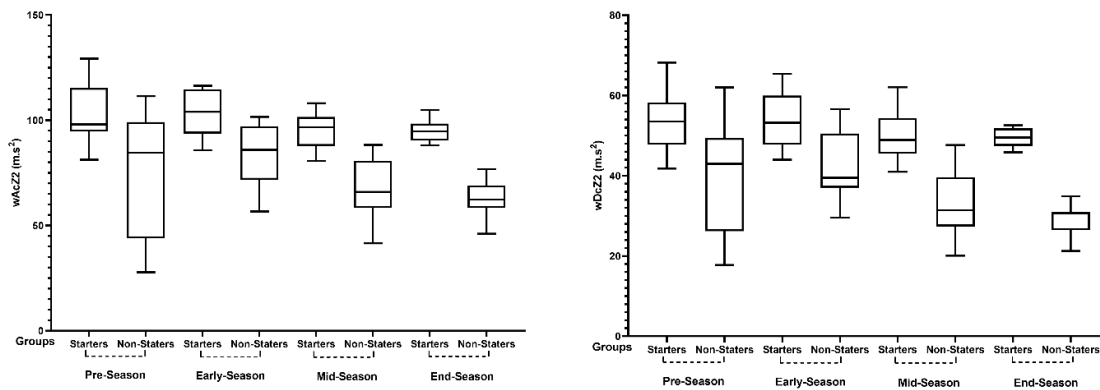 150
100
50
0
wAcZ2 (m.s²)
Groups Starters Non-Staters Starters Non-Staters Starters Non-Staters Starters Non-Staters
Pre-Season Early-Season Mid-Season End-Season
80
60
40
20
0
wDcZ2 (m.s²)
Groups Starters Non-Staters Starters Non-Staters Starters Non-Staters Starters Non-Staters
Pre-Season Early-Season Mid-Season End-Season